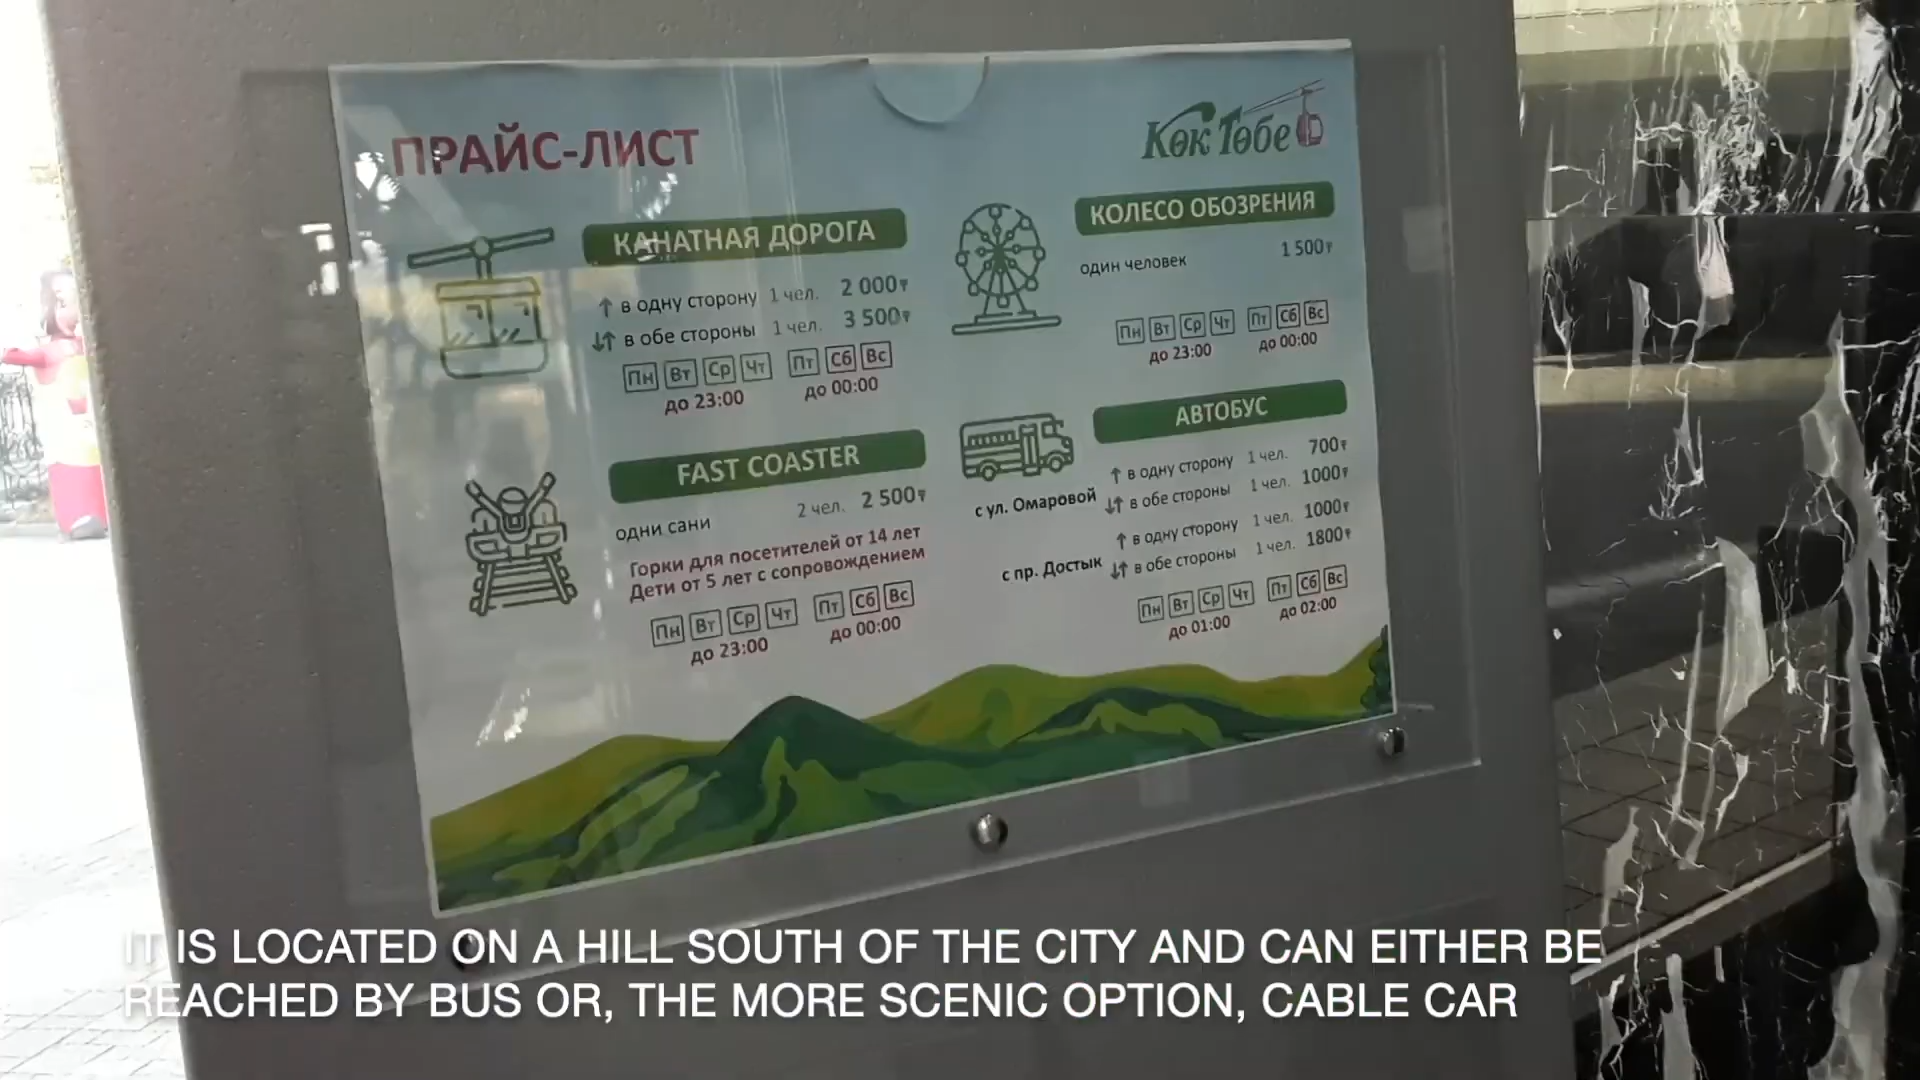 ПРАЙС-ЛИСТ
Көк Төбе
КАНАТНАЯ ДОРОГА
↑ в одну сторону 1 чел. 2 000₸
↓↑ в обе стороны 1 чел. 3 500₸
Пн Вт Ср Чт Пт Сб Вс
до 23:00 до 00:00
FAST COASTER
одни сани 2 чел. 2 500₸
Горки для посетителей от 14 лет
Дети от 5 лет с сопровождением
Пн Вт Ср Чт Пт Сб Вс
до 23:00 до 00:00
КОЛЕСО ОБОЗРЕНИЯ
один человек 1 500₸
Пн Вт Ср Чт Пт Сб Вс
до 23:00 до 00:00
АВТОБУС
↑ в одну сторону 1 чел. 700₸
с ул. Омаровой ↓↑ в обе стороны 1 чел. 1000₸
↑ в одну сторону 1 чел. 1000₸
с пр. Достык ↓↑ в обе стороны 1 чел. 1800₸
Пн Вт Ср Чт Пт Сб Вс
до 01:00 до 02:00
IT IS LOCATED ON A HILL SOUTH OF THE CITY AND CAN EITHER BE
REACHED BY BUS OR, THE MORE SCENIC OPTION, CABLE CAR